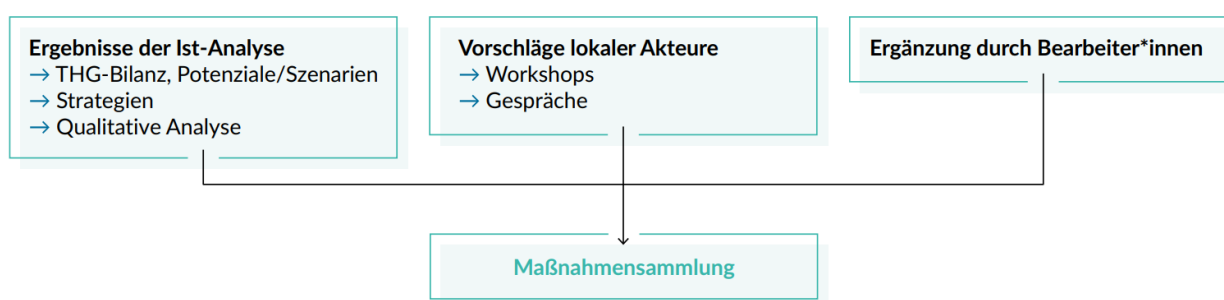 Ergebnisse der Ist-Analyse
→ THG-Bilanz, Potenziale/Szenarien
→ Strategien
→ Qualitative Analyse
Vorschläge lokaler Akteure
→ Workshops
→ Gespräche
Ergänzung durch Bearbeiter*innen
Maßnahmensammlung